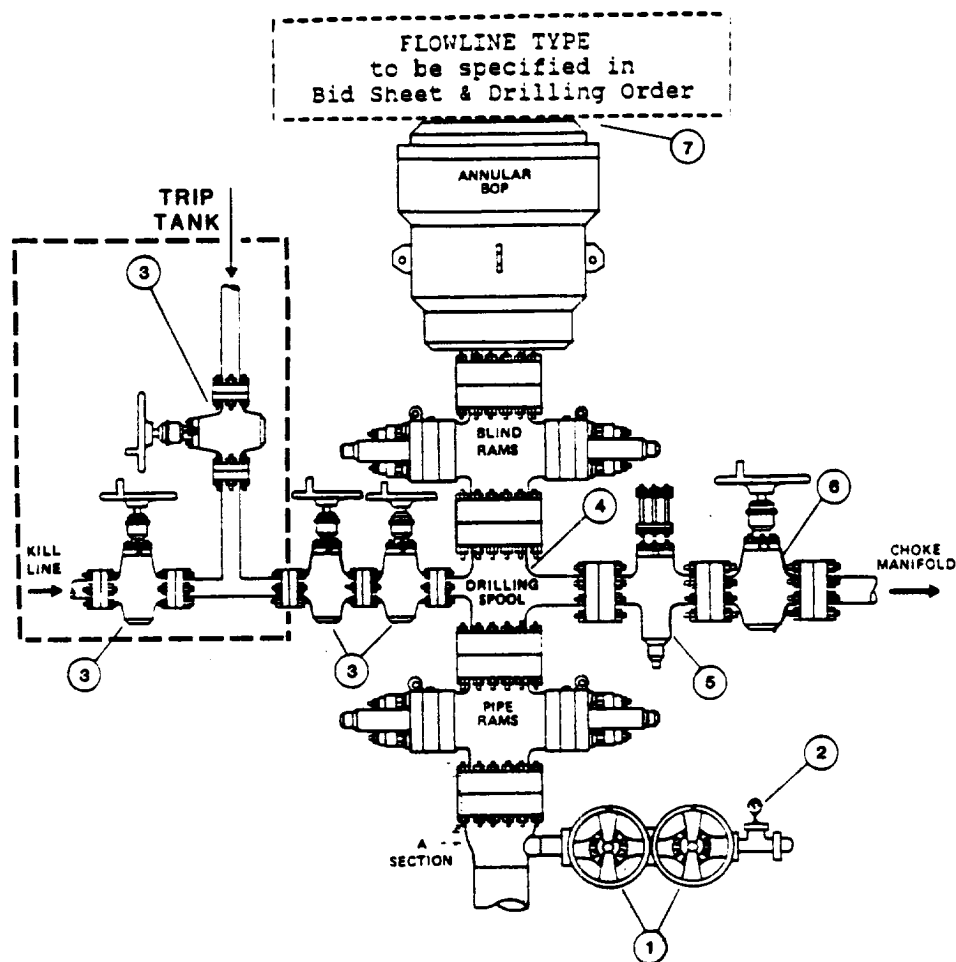 FLOWLINE TYPE
to be specified in
Bid Sheet & Drilling Order
7
ANNULAR
BOP
TRIP
TANK
3
BLIND
RAMS
4
6
KILL
LINE
DRILLING
SPOOL
CHOKE
MANIFOLD
3
3
5
PIPE
RAMS
2
A
SECTION
1